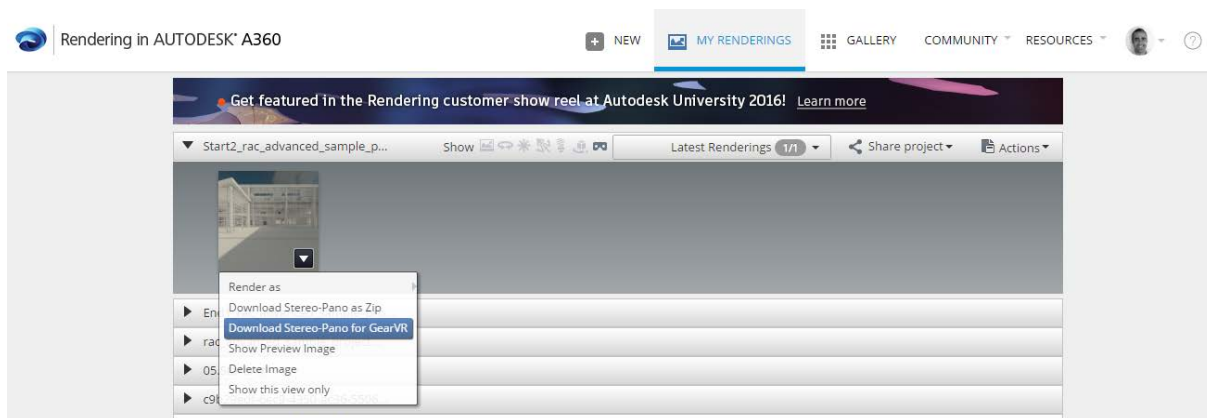 Rendering in AUTODESK® A360
NEW
MY RENDERINGS
GALLERY
COMMUNITY
RESOURCES
Get featured in the Rendering customer show reel at Autodesk University 2016! Learn more
Start2_rac_advanced_sample_p...
Show
Latest Renderings 1/1
Share project
Actions
Render as
Download Stereo-Pano as Zip
Download Stereo-Pano for GearVR
Show Preview Image
Delete Image
Show this view only